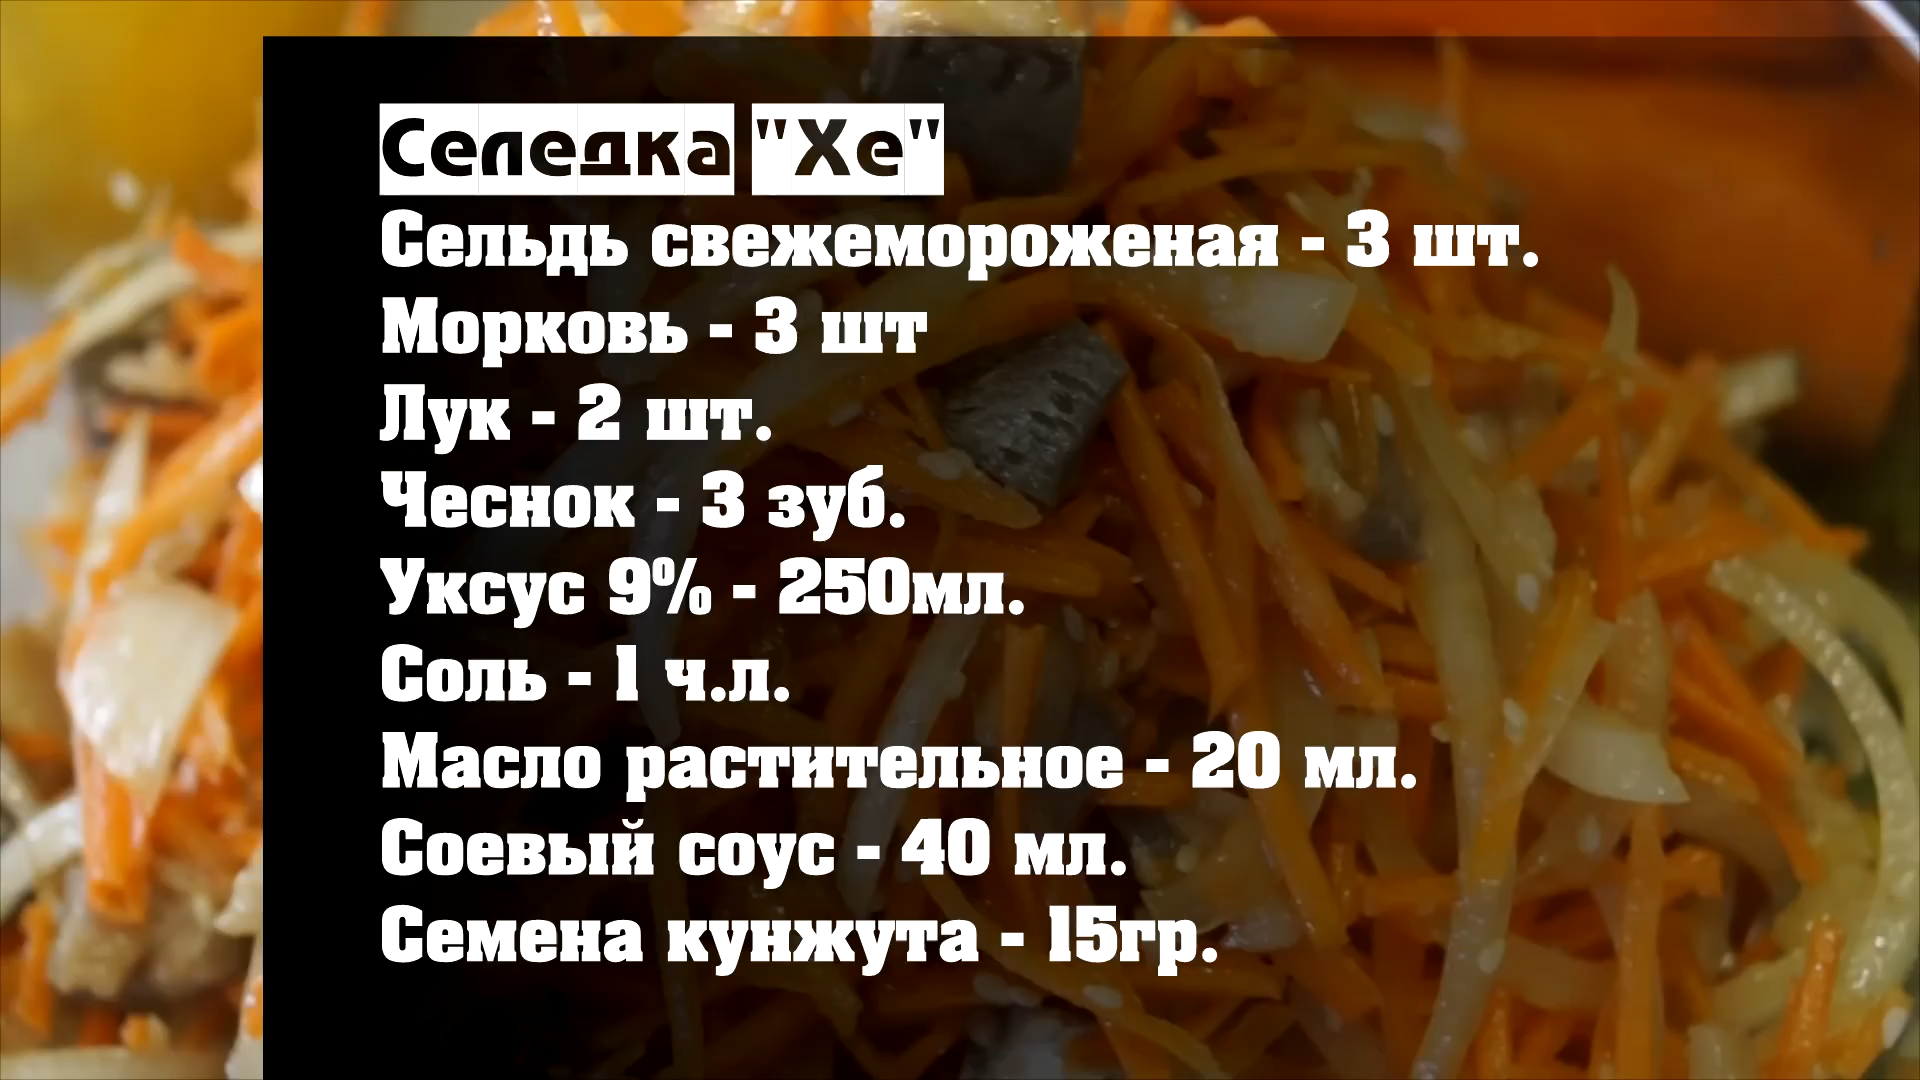 Селедка "Хе"
Сельдь свежемороженая - 3 шт.
Морковь - 3 шт
Лук - 2 шт.
Чеснок - 3 зуб.
Уксус 9% - 250мл.
Соль - 1 ч.л.
Масло растительное - 20 мл.
Соевый соус - 40 мл.
Семена кунжута - 15гр.